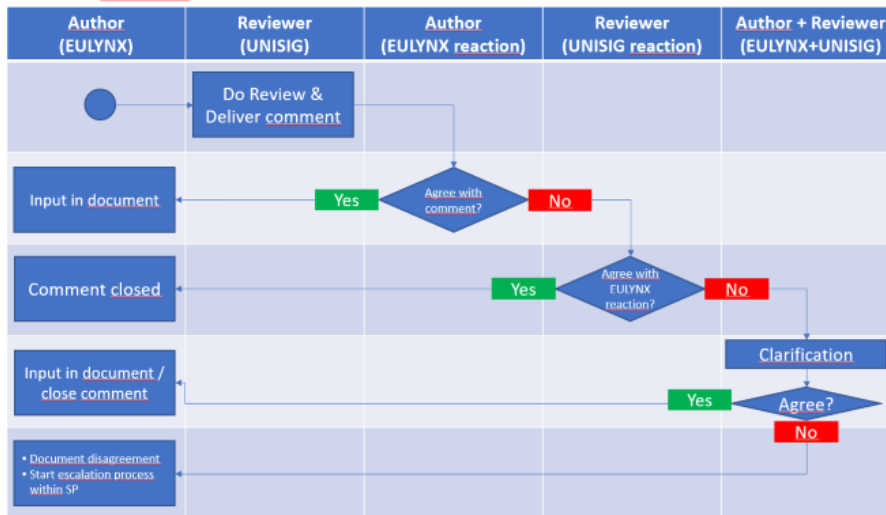 Author
(EULYNX)
Reviewer
(UNISIG)
Author
(EULYNX reaction)
Reviewer
(UNISIG reaction)
Author + Reviewer
(EULYNX+UNISIG)
Do Review &
Deliver comment
Input in document
Yes
Agree with
comment?
No
Comment closed
Yes
Agree with
EULYNX
reaction?
No
Clarification
Input in document /
close comment
Yes
Agree?
No
• Document disagreement
• Start escalation process
within SP